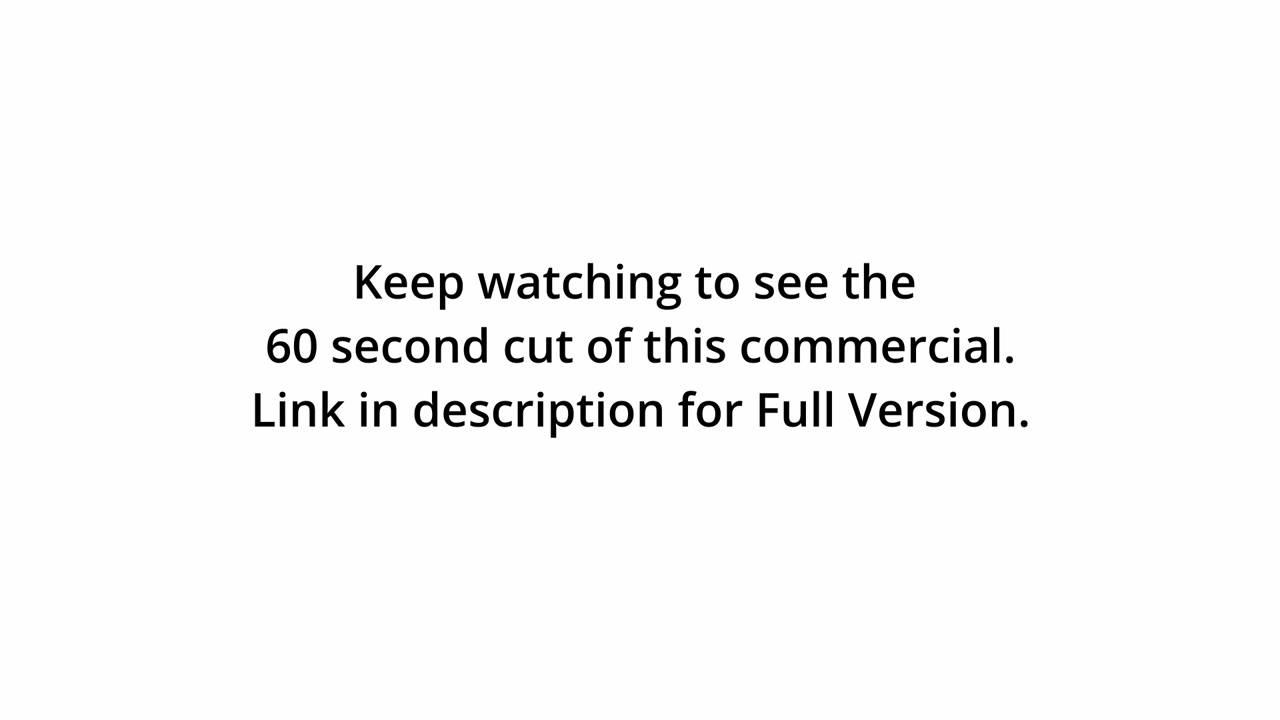 Keep watching to see the
60 second cut of this commercial.
Link in description for Full Version.